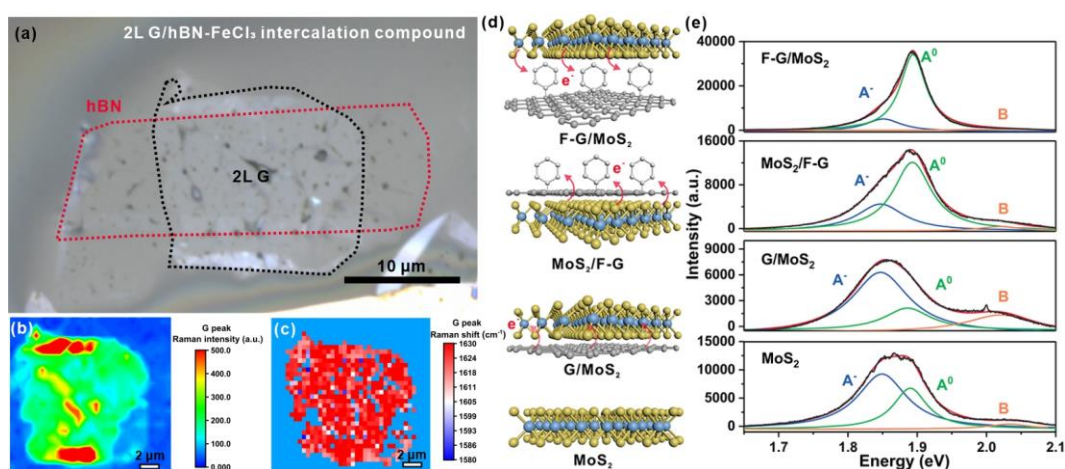 (a)
2L G/hBN-FeCl₃ intercalation compound
hBN
2L G
10 μm
(b)
2 μm
G peak
Raman intensity (a.u.)
500.0
400.0
300.0
200.0
100.0
0.000
(c)
2 μm
G peak
Raman shift (cm⁻¹)
1630
1623
1616
1611
1605
1599
1593
1586
1580
(d)
e⁻
F-G/MoS₂
e⁻
MoS₂/F-G
e⁻
G/MoS₂
MoS₂
(e)
Intensity (a.u.)
F-G/MoS₂
40000
20000
0
A⁻
A⁰
B
MoS₂/F-G
16000
8000
0
A⁻
A⁰
B
G/MoS₂
9000
6000
3000
0
A⁻
A⁰
B
MoS₂
15000
10000
5000
0
A⁻
A⁰
B
1.7
1.8
1.9
2.0
2.1
Energy (eV)